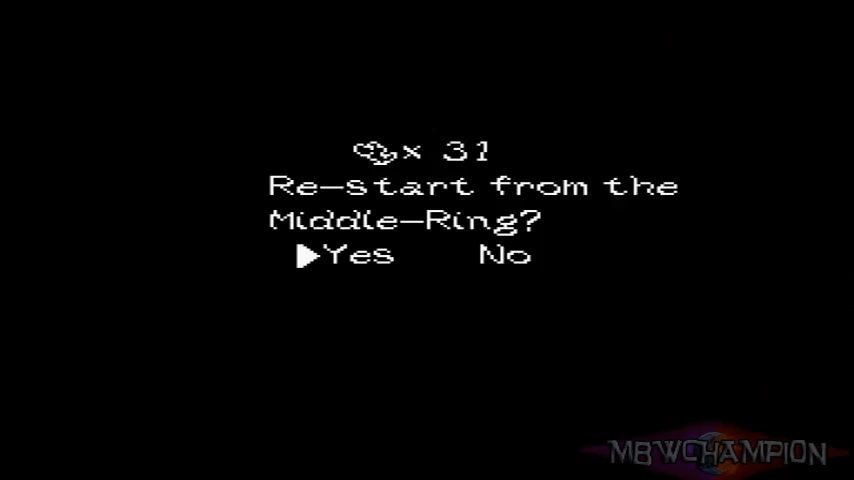 x 31
Re-start from the
Middle-Ring?
Yes No
MBWCHAMPION